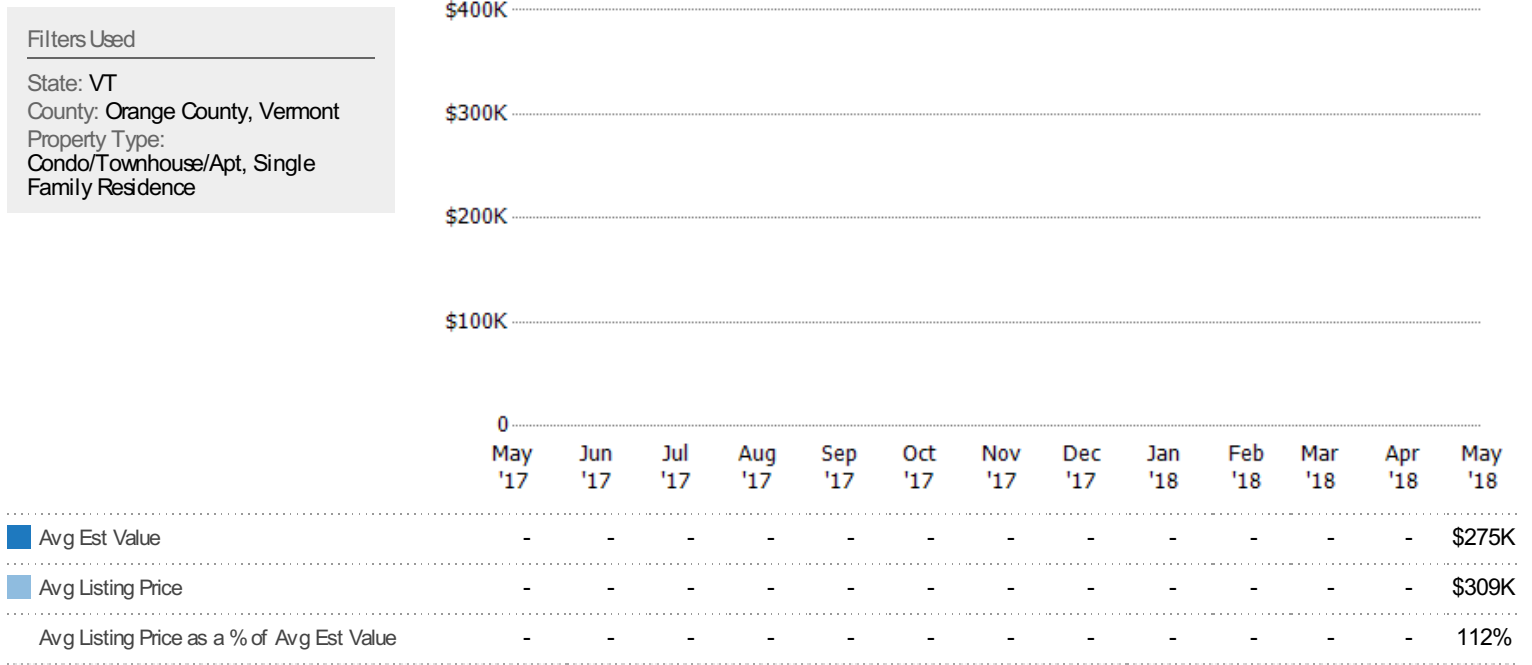 Filters Used
State: VT
County: Orange County, Vermont
Property Type:
Condo/Townhouse/Apt, Single
Family Residence
$400K
$300K
$200K
$100K
0
May Jun Jul Aug Sep Oct Nov Dec Jan Feb Mar Apr May
'17 '17 '17 '17 '17 '17 '17 '17 '18 '18 '18 '18 '18
Avg Est Value - - - - - - - - - - - - $275K
Avg Listing Price - - - - - - - - - - - - $309K
Avg Listing Price as a % of Avg Est Value - - - - - - - - - - - - 112%